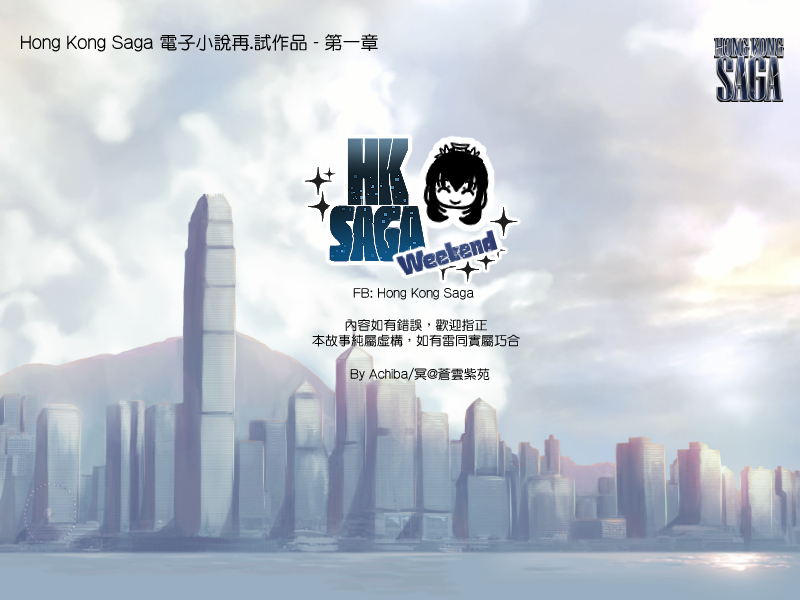 Hong Kong Saga 電子小說再.試作品 - 第一章
HONG KONG
SAGA
HK
SAGA
Weekend
FB: Hong Kong Saga
內容如有錯誤，歡迎指正
本故事純屬虛構，如有雷同實屬巧合
By Achiba/冥@蒼雲紫苑